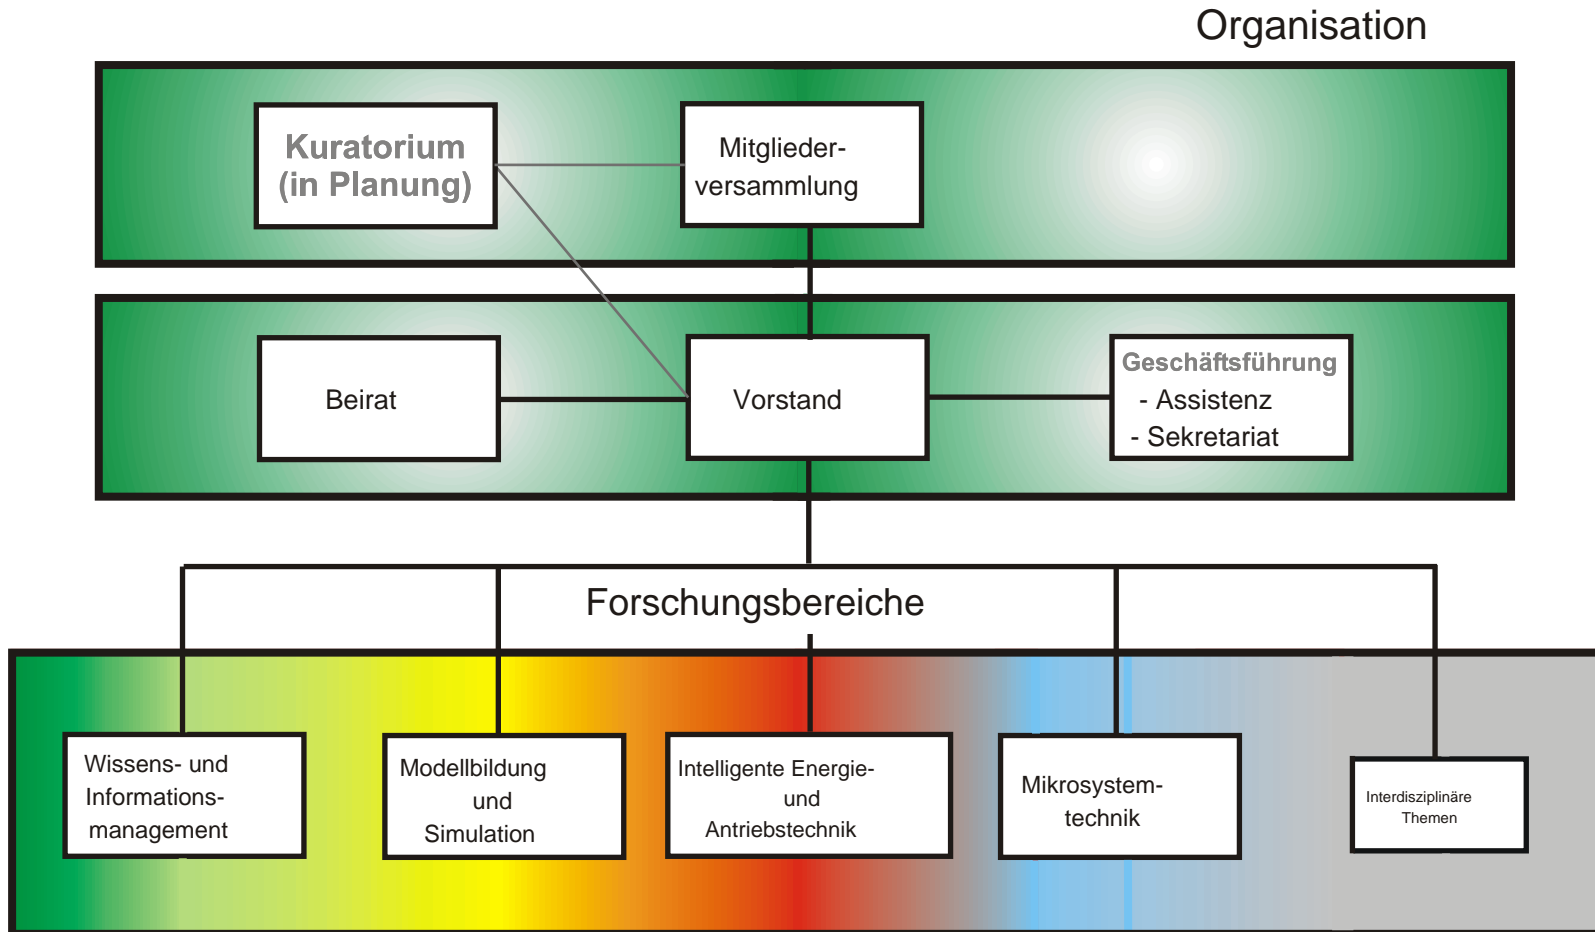 Organisation
Kuratorium
(in Planung)
Mitglieder-
versammlung
Beirat
Vorstand
Geschäftsführung
- Assistenz
- Sekretariat
Forschungsbereiche
Wissens- und
Informations-
management
Modellbildung
und
Simulation
Intelligente Energie-
und
Antriebstechnik
Mikrosystem-
technik
Interdisziplinäre
Themen